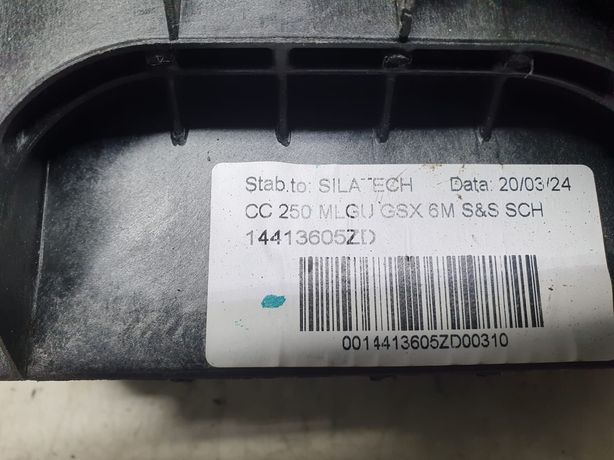 Stab.to: SILATECH Data: 20/03/24
CC 250 MLGU GSX 6M S&S SCH
14413605ZD
0014413605ZD00310